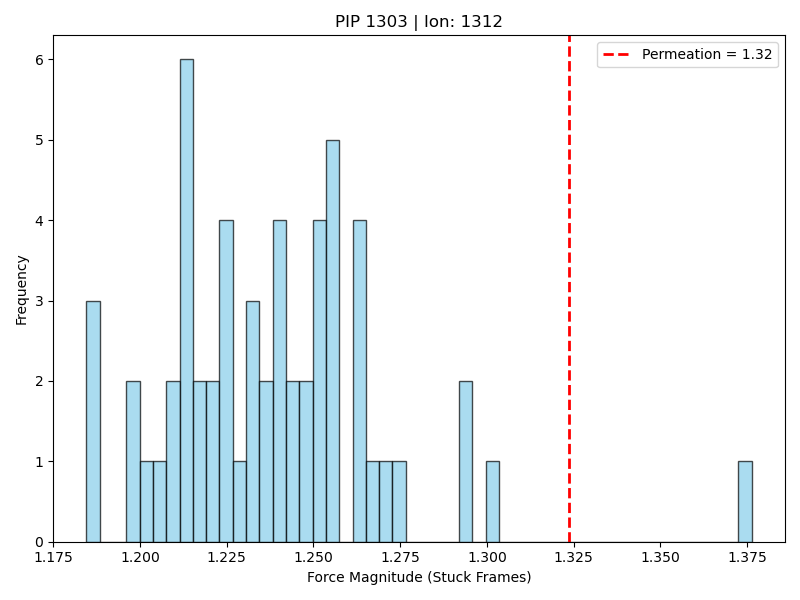 PIP 1303 | Ion: 1312
Permeation = 1.32
Frequency
6
5
4
3
2
1
0
1.175 1.200 1.225 1.250 1.275 1.300 1.325 1.350 1.375
Force Magnitude (Stuck Frames)